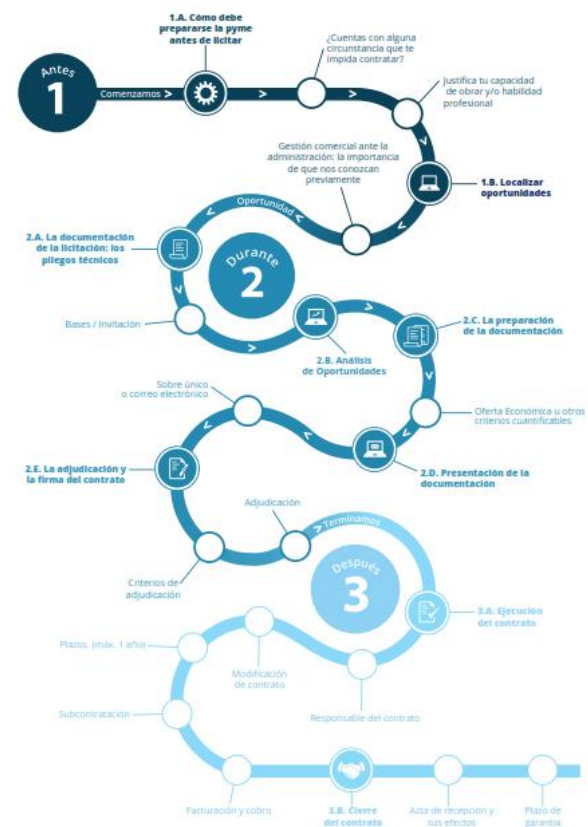 1.A. Cómo debe
prepararse la pyme
antes de licitar
¿Cuentas con alguna
circunstancia que te
impida contratar?
Antes
1
Comenzamos
Justifica tu capacidad
de obrar y/o habilidad
profesional
Gestión comercial ante la
administración: la importancia
de que nos conozcan
previamente
1.B. Localizar
oportunidades
Oportunidad
2.A. La documentación
de la licitación: los
pliegos técnicos
Durante
2
Bases / Invitación
2.B. Análisis
de Oportunidades
2.C. La preparación
de la documentación
Sobre único
o correo electrónico
Oferta Económica u otros
criterios cuantificables
2.E. La adjudicación y
la firma del contrato
2.D. Presentación de la
documentación
Adjudicación
Criterios de
adjudicación
Terminamos
Después
3
3.A. Ejecución
del contrato
Plazos. (máx. 1 año)
Modificación
de contrato
Subcontratación
Responsable del contrato
Facturación y cobro
3.B. Cierre
del contrato
Acta de recepción y
sus efectos
Plazo de
garantía